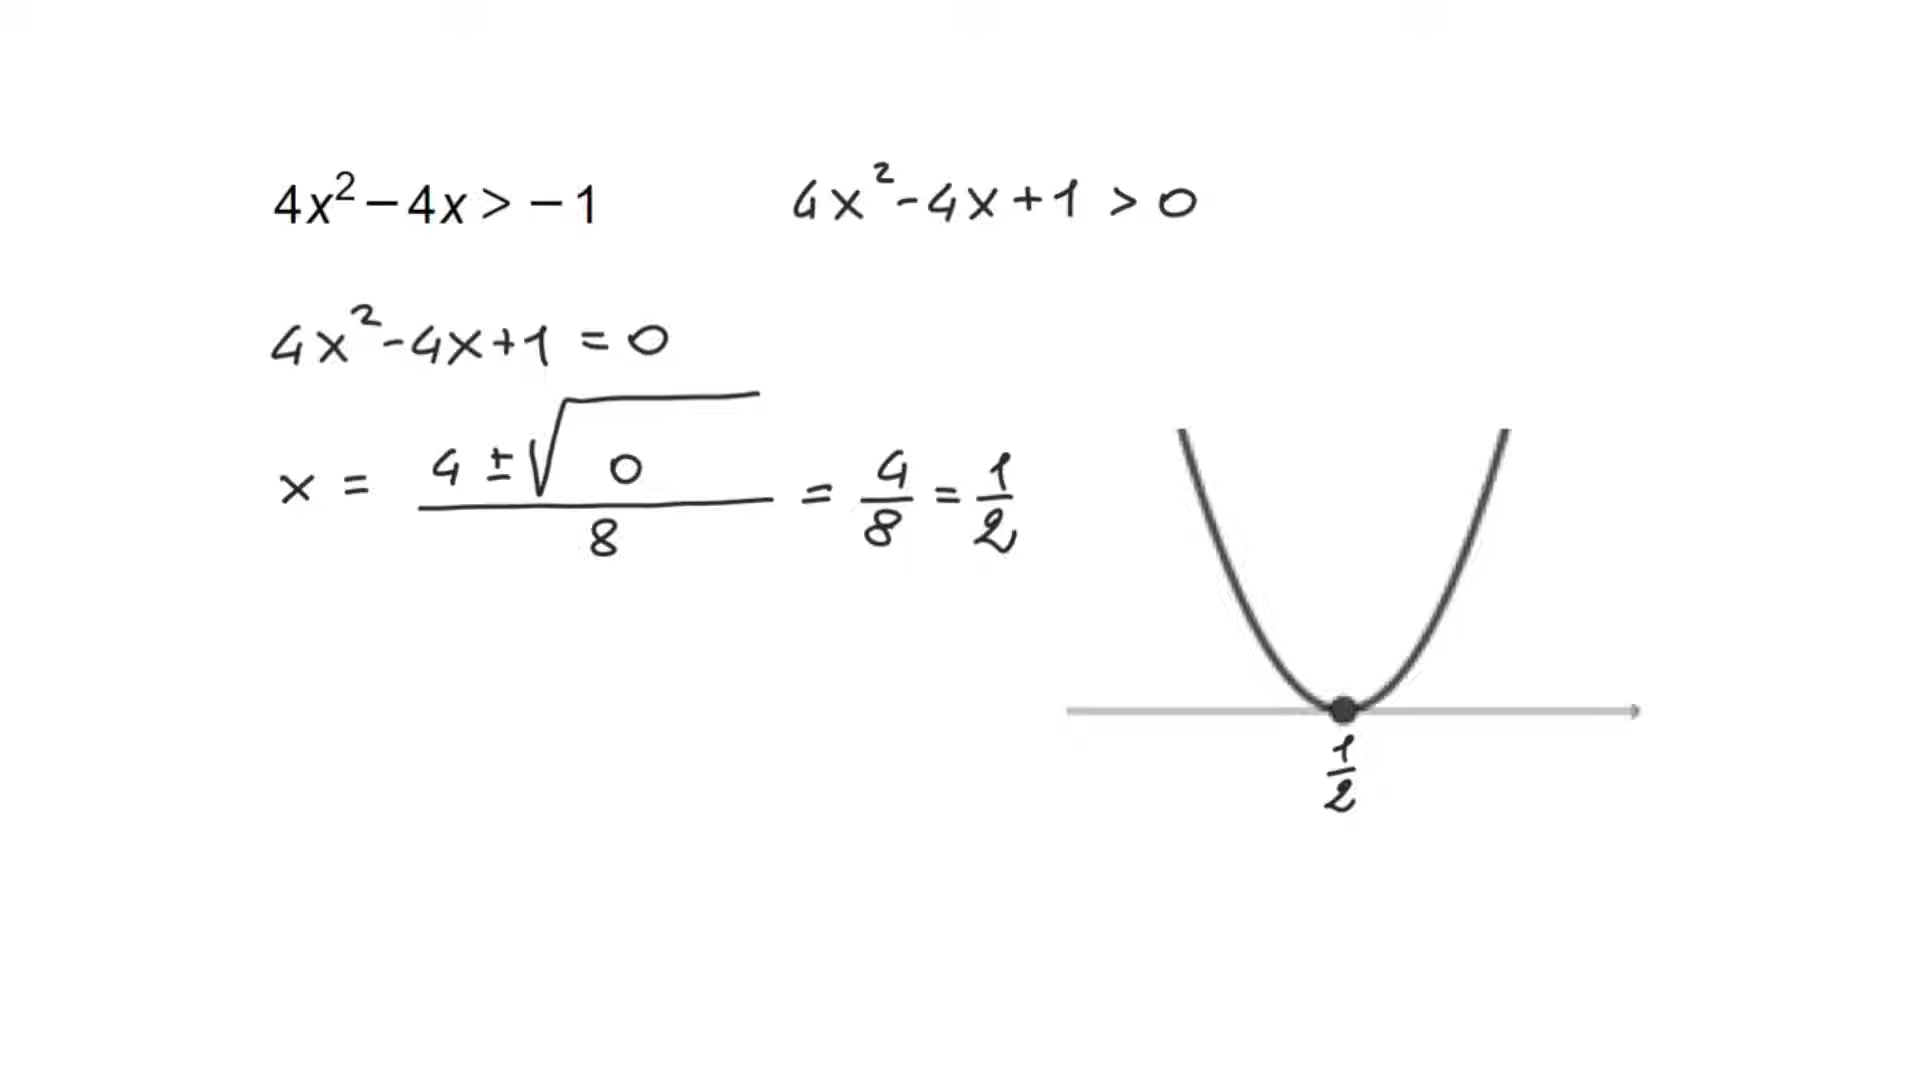 4x² − 4x > − 1
4x² - 4x + 1 > 0
4x² - 4x + 1 = 0
x = (4 ± √0)/8 = 4/8 = 1/2
1/2